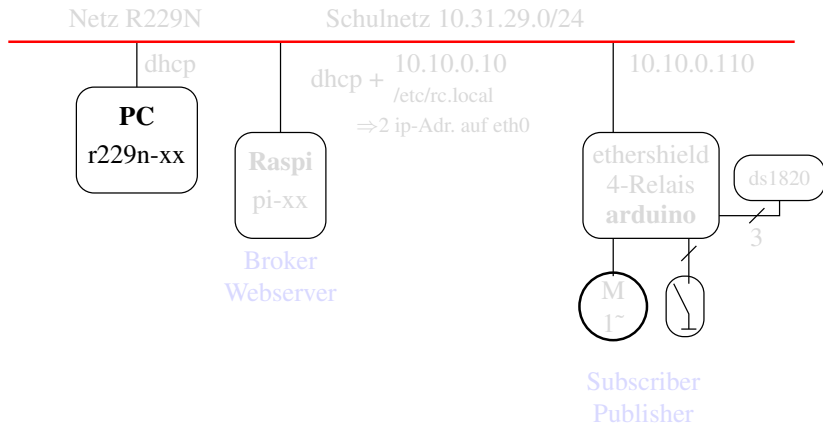 Netz R229N
Schulnetz 10.31.29.0/24
dhcp
dhcp +
10.10.0.10
/etc/rc.local
⇒2 ip-Adr. auf eth0
10.10.0.110
PC
r229n-xx
Raspi
pi-xx
Broker
Webserver
ethershield
4-Relais
arduino
ds1820
3
M
1~
Subscriber
Publisher